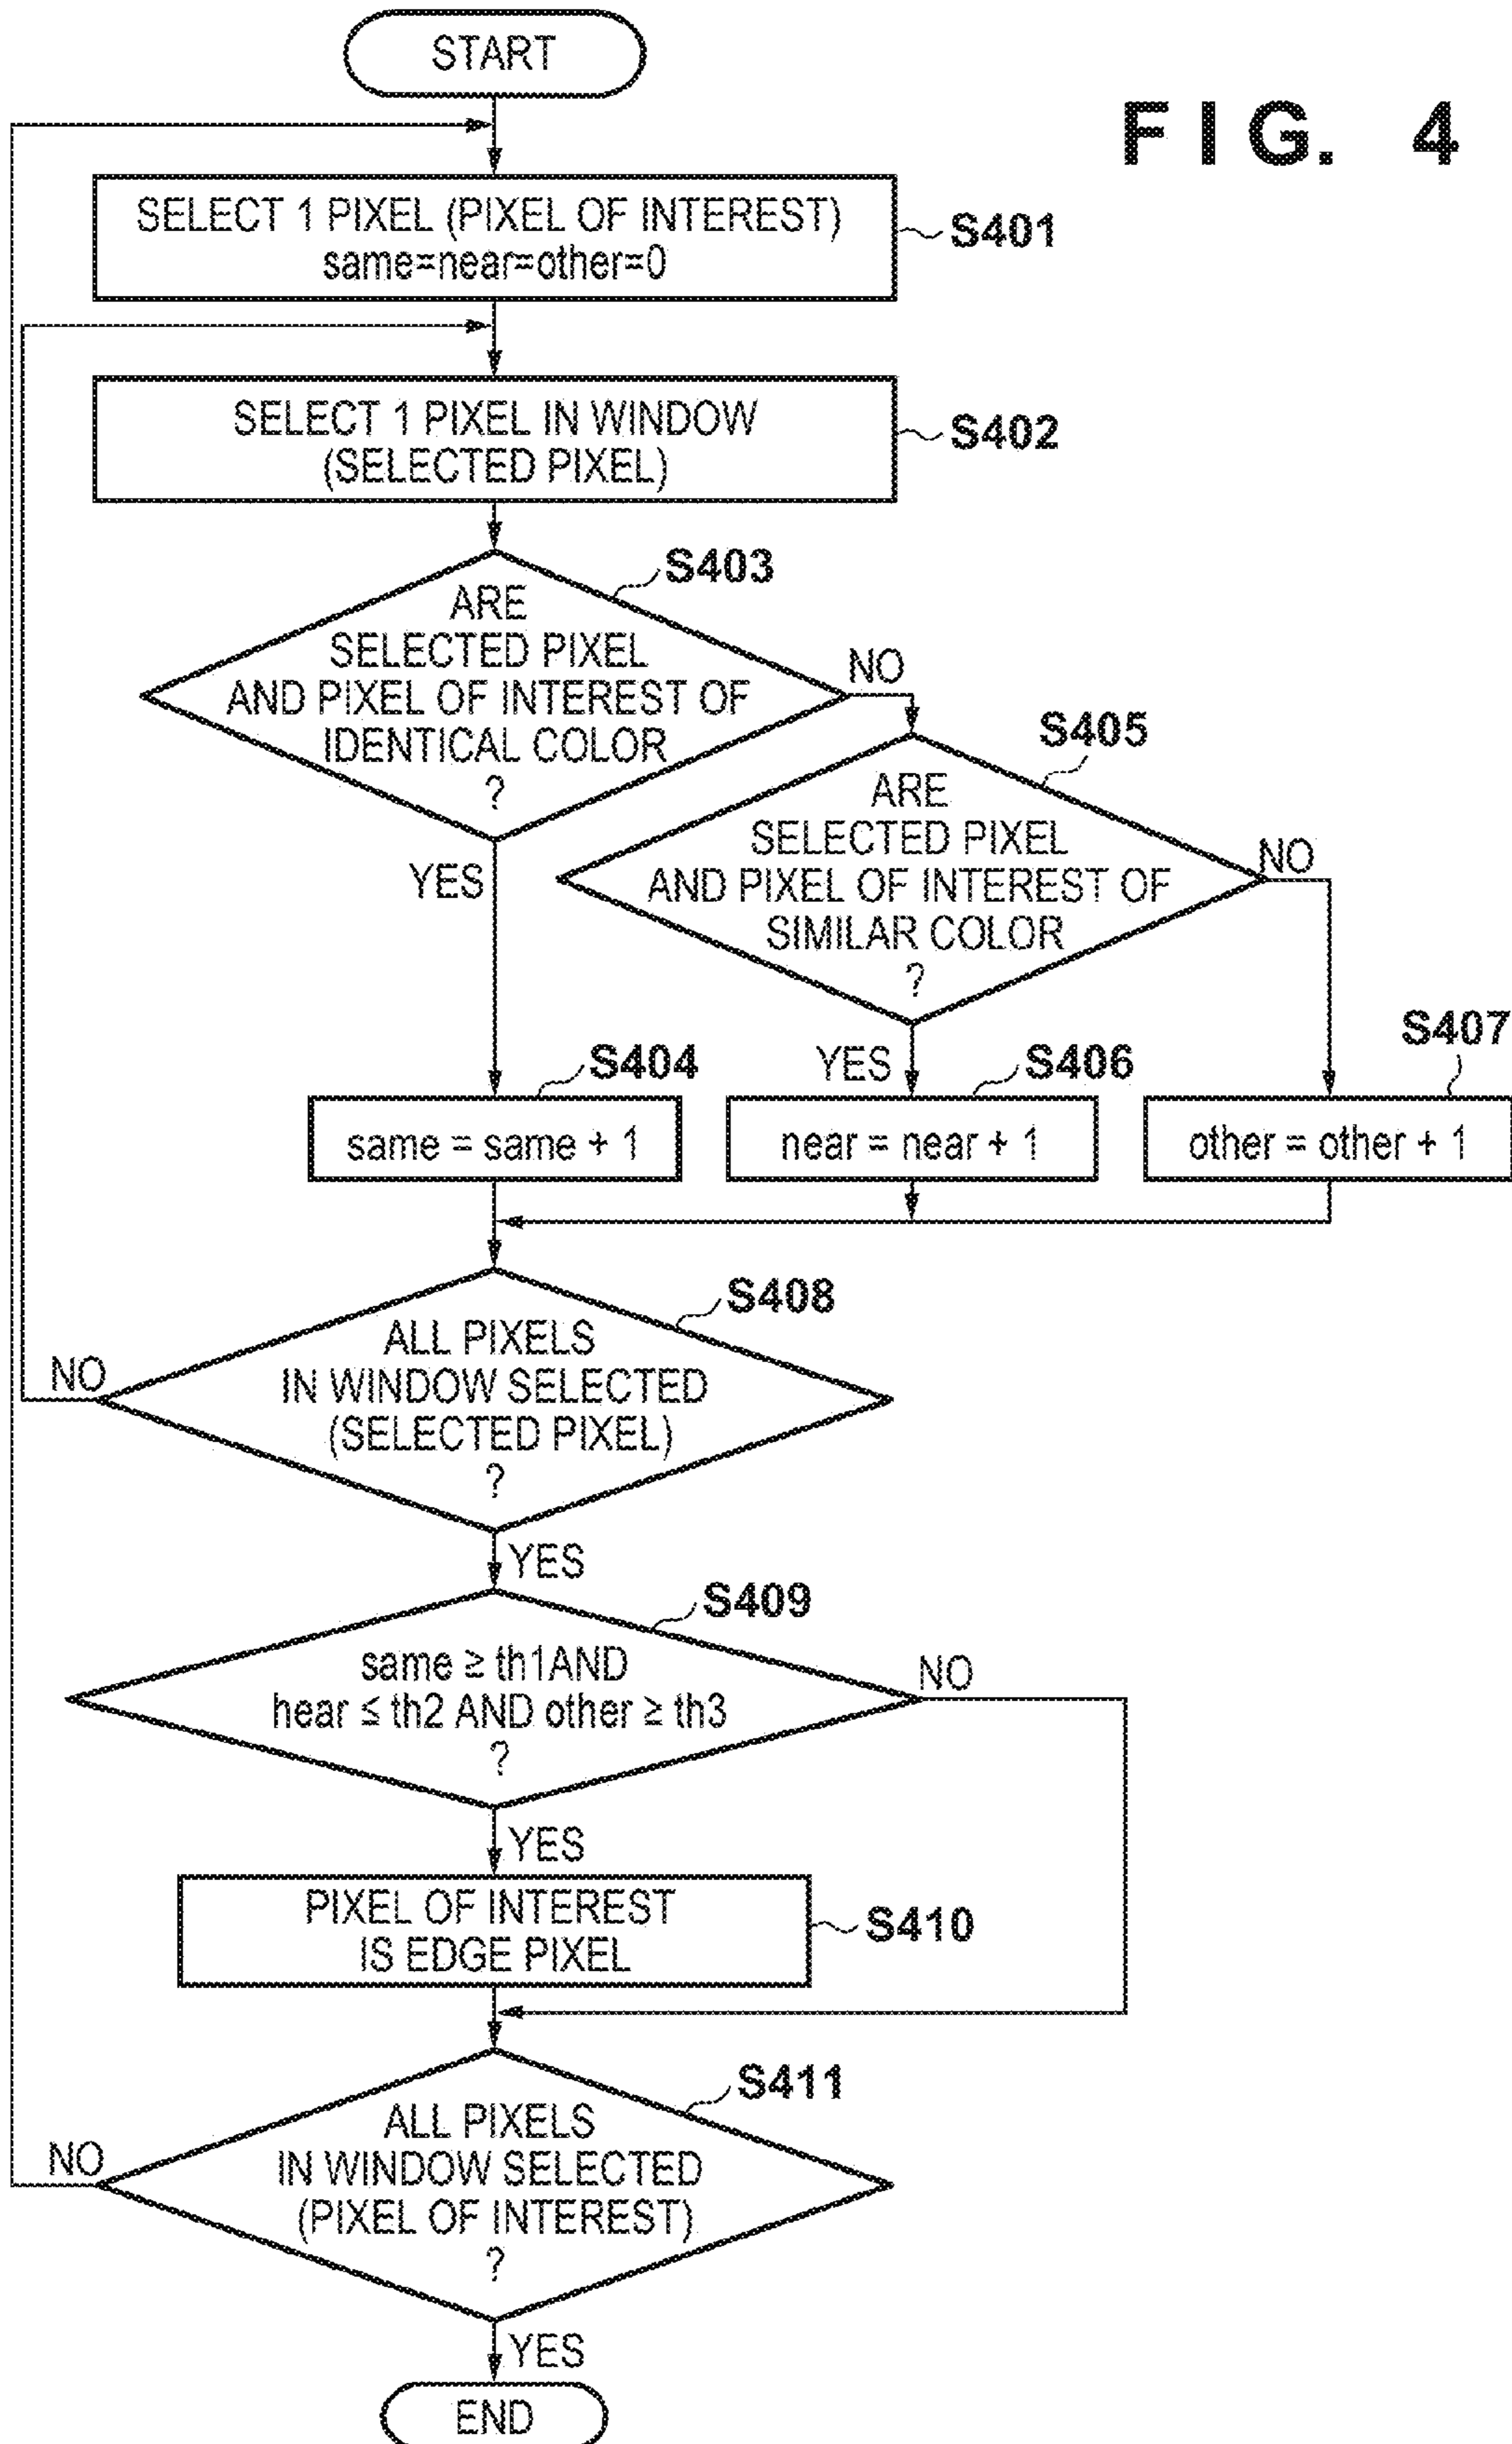 START
FIG. 4
SELECT 1 PIXEL (PIXEL OF INTEREST)
same=near=other=0
S401
SELECT 1 PIXEL IN WINDOW
(SELECTED PIXEL)
S402
S403
ARE
SELECTED PIXEL
AND PIXEL OF INTEREST OF
IDENTICAL COLOR
?
NO
YES
S405
ARE
SELECTED PIXEL
AND PIXEL OF INTEREST OF
SIMILAR COLOR
?
NO
YES
S404
same = same + 1
S406
near = near + 1
S407
other = other + 1
S408
ALL PIXELS
IN WINDOW SELECTED
(SELECTED PIXEL)
?
NO
YES
S409
same ≥ th1AND
hear ≤ th2 AND other ≥ th3
?
NO
YES
PIXEL OF INTEREST
IS EDGE PIXEL
S410
S411
ALL PIXELS
IN WINDOW SELECTED
(PIXEL OF INTEREST)
?
NO
YES
END